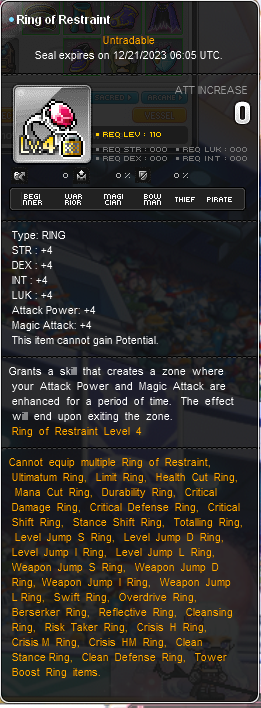 Ring of Restraint
Untradable
Seal expires on 12/21/2023 06:05 UTC.
ATT INCREASE
0
LV.4
REQ LEV : 110
REQ STR : 000 REQ LUK : 000
REQ DEX : 000 REQ INT : 000
0 0 % 0 %
BEGINNER WARRIOR MAGICIAN BOWMAN THIEF PIRATE
Type: RING
STR : +4
DEX : +4
INT : +4
LUK : +4
Attack Power: +4
Magic Attack: +4
This item cannot gain Potential.
Grants a skill that creates a zone where
your Attack Power and Magic Attack are
enhanced for a period of time. The effect
will end upon exiting the zone.
Ring of Restraint Level 4
Cannot equip multiple Ring of Restraint,
Ultimatum Ring, Limit Ring, Health Cut Ring,
Mana Cut Ring, Durability Ring, Critical
Damage Ring, Critical Defense Ring, Critical
Shift Ring, Stance Shift Ring, Totalling Ring,
Level Jump S Ring, Level Jump D Ring,
Level Jump I Ring, Level Jump L Ring,
Weapon Jump S Ring, Weapon Jump D
Ring, Weapon Jump I Ring, Weapon Jump
L Ring, Swift Ring, Overdrive Ring,
Berserker Ring, Reflective Ring, Cleansing
Ring, Risk Taker Ring, Crisis H Ring,
Crisis M Ring, Crisis HM Ring, Clean
Stance Ring, Clean Defense Ring, Tower
Boost Ring items.